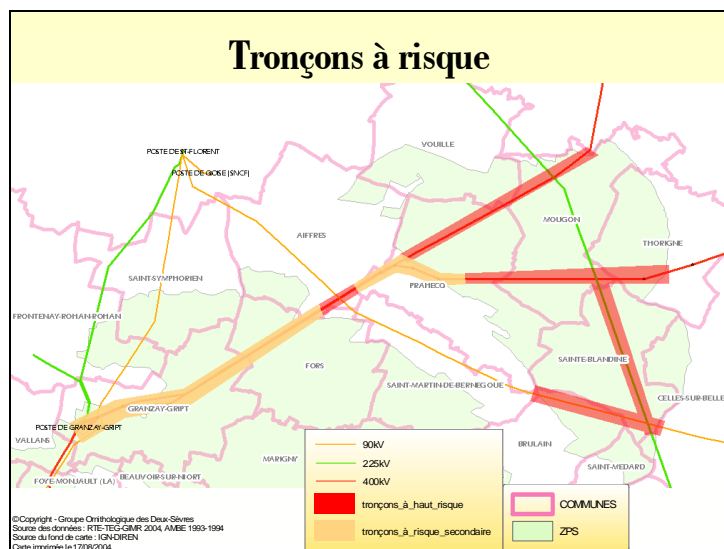 Tronçons à risque
VOUILLE
POSTE DE ST-FLORENT
POSTE DE GOISE (SNCF)
MOUGON
AIFFRES
THORIGNE
SAINT-SYMPHORIEN
PRAHECQ
FRONTENAY-ROHAN-ROHAN
SAINTE-BLANDINE
FORS
SAINT-MARTIN-DE-BERNEGOUE
CELLES-SUR-BELLE
GRANZAY-GRIPT
POSTE DE GRANZAY-GRIPT
VALLANS
BRULAIN
MARIGNY
SAINT-MEDARD
BEAUVOIR-SUR-NIORT
FOYE-MONJAULT (LA)
90kV
225kV
400kV
tronçons_à_haut_risque
tronçons_à_risque_secondaire
COMMUNES
ZPS
©Copyright - Groupe Ornithologique des Deux-Sèvres
Source des données : RTE-TEG-GIMR 2004, AMBE 1993-1994
Source du fond de carte : IGN-DIREN
Carte imprimée le 17/08/2004